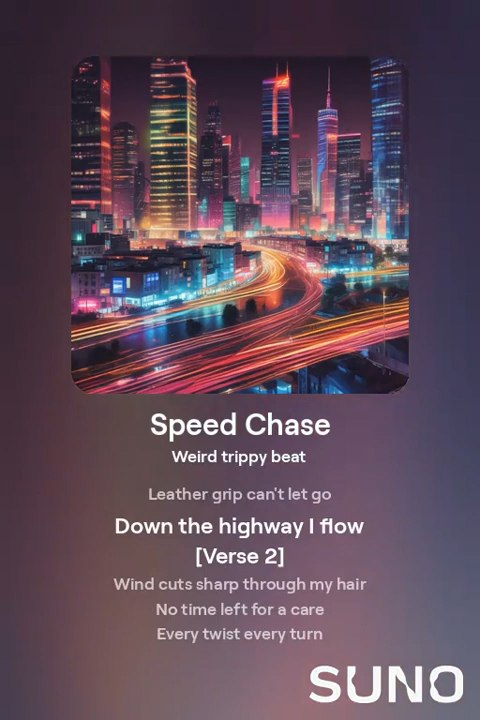 Speed Chase
Weird trippy beat
Leather grip can't let go
Down the highway I flow
[Verse 2]
Wind cuts sharp through my hair
No time left for a care
Every twist every turn
SUNO